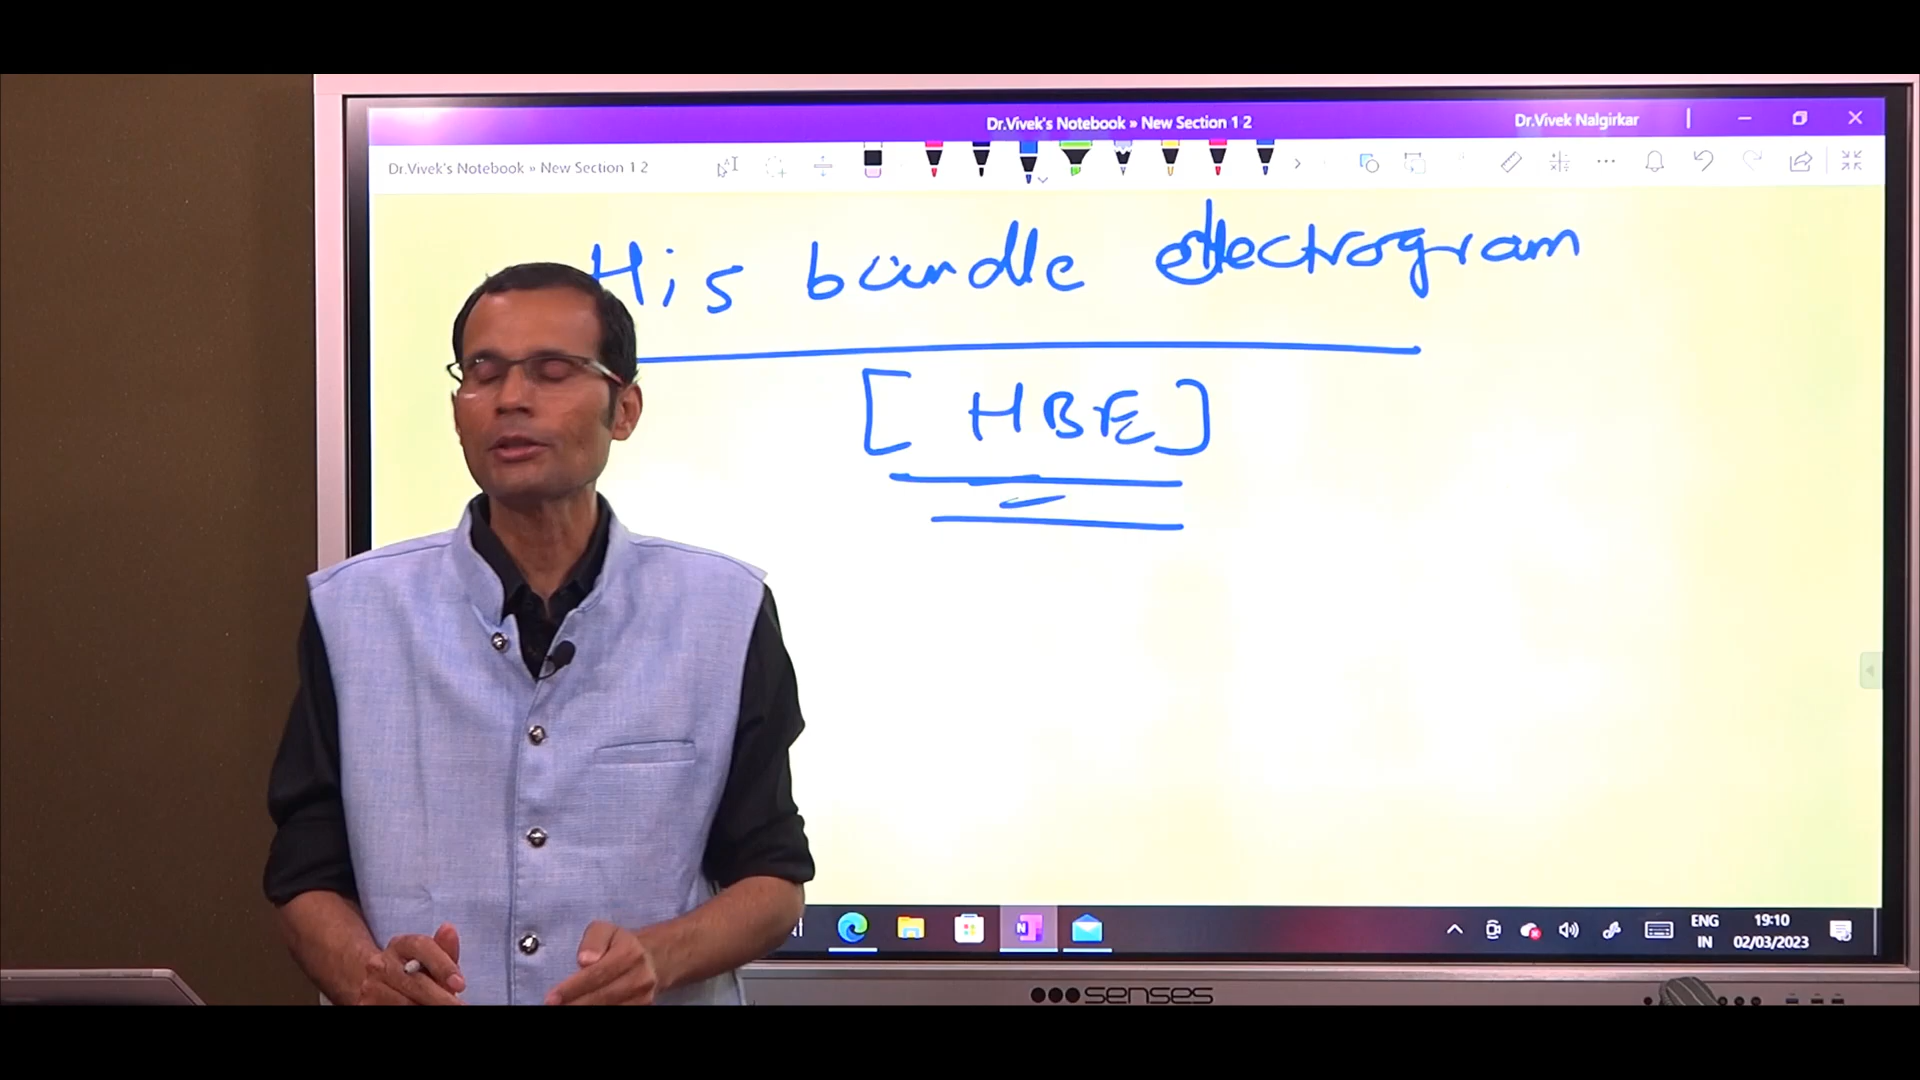 Dr.Vivek's Notebook » New Section 1 2
Dr.Vivek Nalgirkar
Dr.Vivek's Notebook » New Section 1 2
His bundle electrogram
[ HBE ]
ENG
IN
19:10
02/03/2023
senses